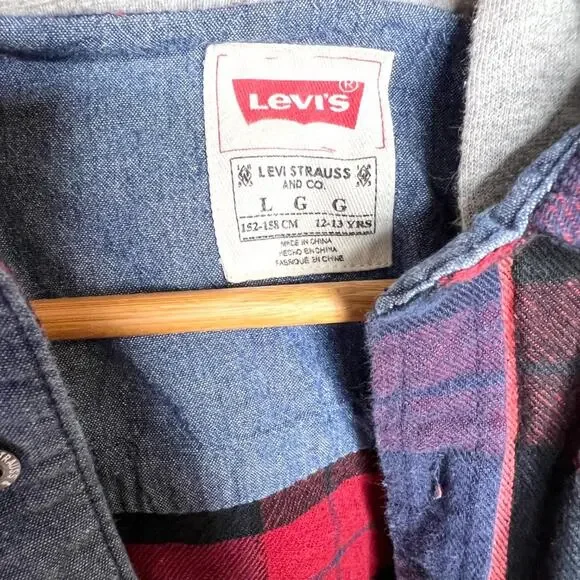 LEVI'S®
LEVI STRAUSS
AND CO.
L G G
152-158 CM 12-13 YRS
MADE IN CHINA
HECHO EN CHINA
FABRIQUÉ EN CHINE